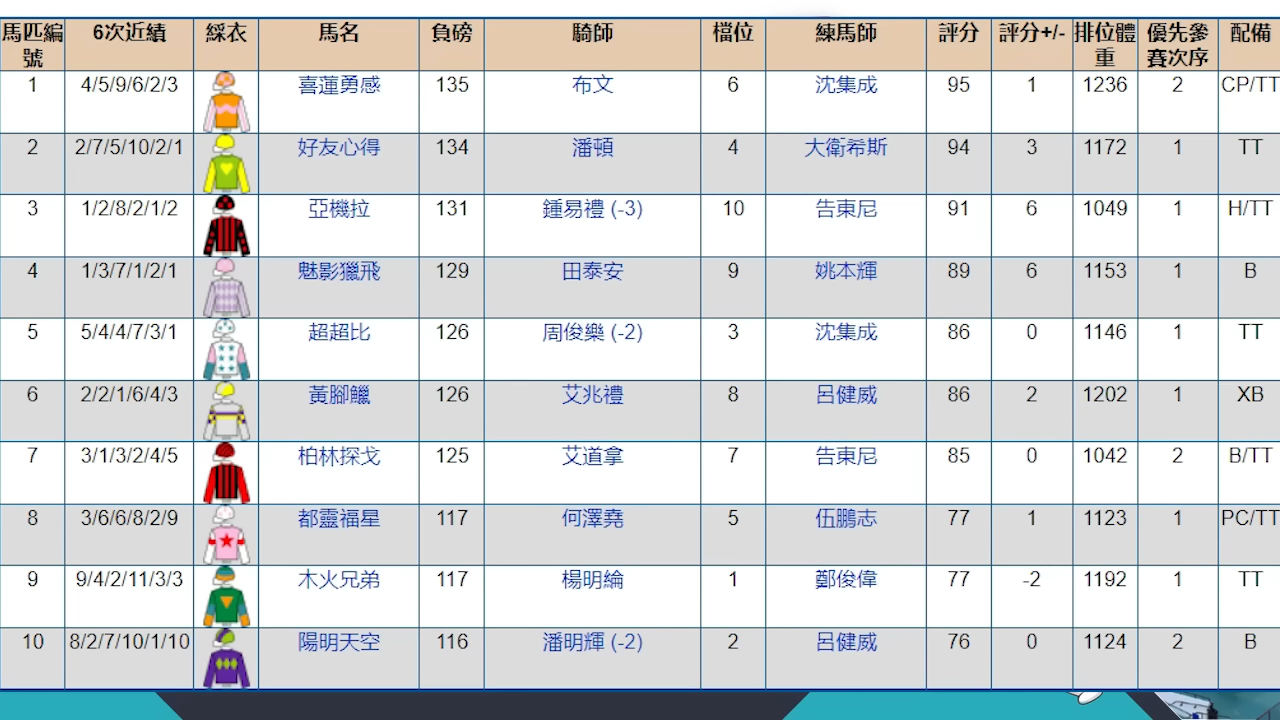 馬匹編號 6次近績 綵衣 馬名 負磅 騎師 檔位 練馬師 評分 評分+/- 排位體重 優先參賽次序 配備
1 4/5/9/6/2/3 喜蓮勇感 135 布文 6 沈集成 95 1 1236 2 CP/TT
2 2/7/5/10/2/1 好友心得 134 潘頓 4 大衛希斯 94 3 1172 1 TT
3 1/2/8/2/1/2 亞機拉 131 鍾易禮 (-3) 10 告東尼 91 6 1049 1 H/TT
4 1/3/7/1/2/1 魅影獵飛 129 田泰安 9 姚本輝 89 6 1153 1 B
5 5/4/4/7/3/1 超超比 126 周俊樂 (-2) 3 沈集成 86 0 1146 1 TT
6 2/2/1/6/4/3 黃腳鱲 126 艾兆禮 8 呂健威 86 2 1202 1 XB
7 3/1/3/2/4/5 柏林探戈 125 艾道拿 7 告東尼 85 0 1042 2 B/TT
8 3/6/6/8/2/9 都靈福星 117 何澤堯 5 伍鵬志 77 1 1123 1 PC/TT
9 9/4/2/11/3/3 木火兄弟 117 楊明綸 1 鄭俊偉 77 -2 1192 1 TT
10 8/2/7/10/1/10 陽明天空 116 潘明輝 (-2) 2 呂健威 76 0 1124 2 B